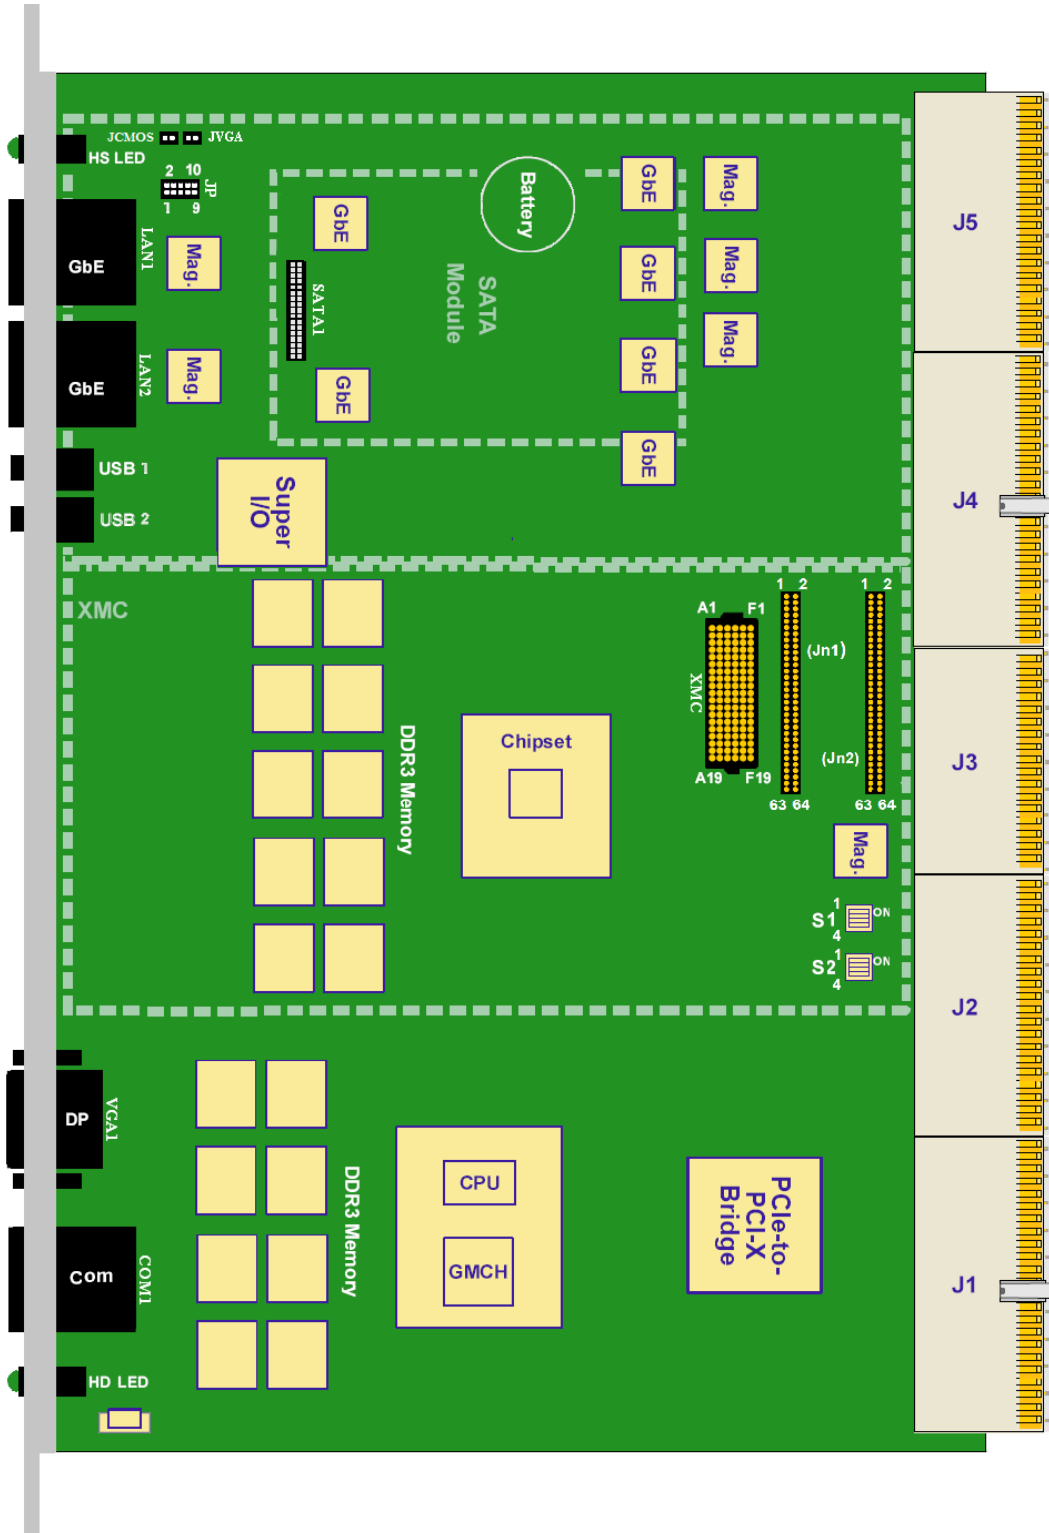 JCMOS
JVGA
HS LED
2 10
JP
1 9
LAN1
GbE
Mag.
LAN2
GbE
Mag.
USB 1
USB 2
GbE
SATA1
GbE
Battery
SATA
Module
GbE
Mag.
GbE
Mag.
GbE
Mag.
GbE
Super
I/O
J5
J4
J3
J2
J1
XMC
DDR3 Memory
Chipset
A1
F1
XMC
A19
F19
1 2
(Jn1)
63 64
1 2
(Jn2)
63 64
Mag.
1
S1
ON
4
1
S2
ON
4
DP
VGA1
Com
COM1
HD LED
DDR3 Memory
CPU
GMCH
PCIe-to-
PCI-X
Bridge